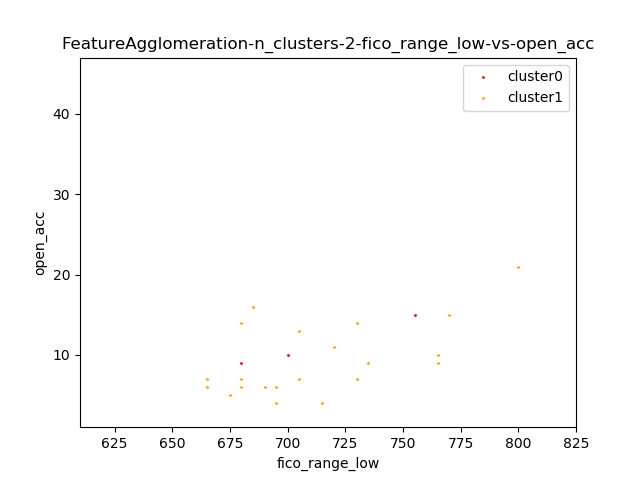 FeatureAgglomeration-n_clusters-2-fico_range_low-vs-open_acc
cluster0
cluster1
open_acc
40
30
20
10
625 650 675 700 725 750 775 800 825
fico_range_low